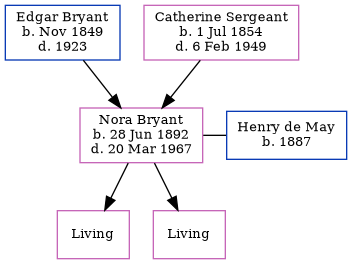 Edgar Bryant
b. Nov 1849
d. 1923
Catherine Sergeant
b. 1 Jul 1854
d. 6 Feb 1949
Nora Bryant
b. 28 Jun 1892
d. 20 Mar 1967
Henry de May
b. 1887
Living
Living